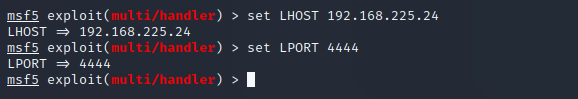 msf5 exploit(multi/handler) > set LHOST 192.168.225.24
LHOST ⇒ 192.168.225.24
msf5 exploit(multi/handler) > set LPORT 4444
LPORT ⇒ 4444
msf5 exploit(multi/handler) >